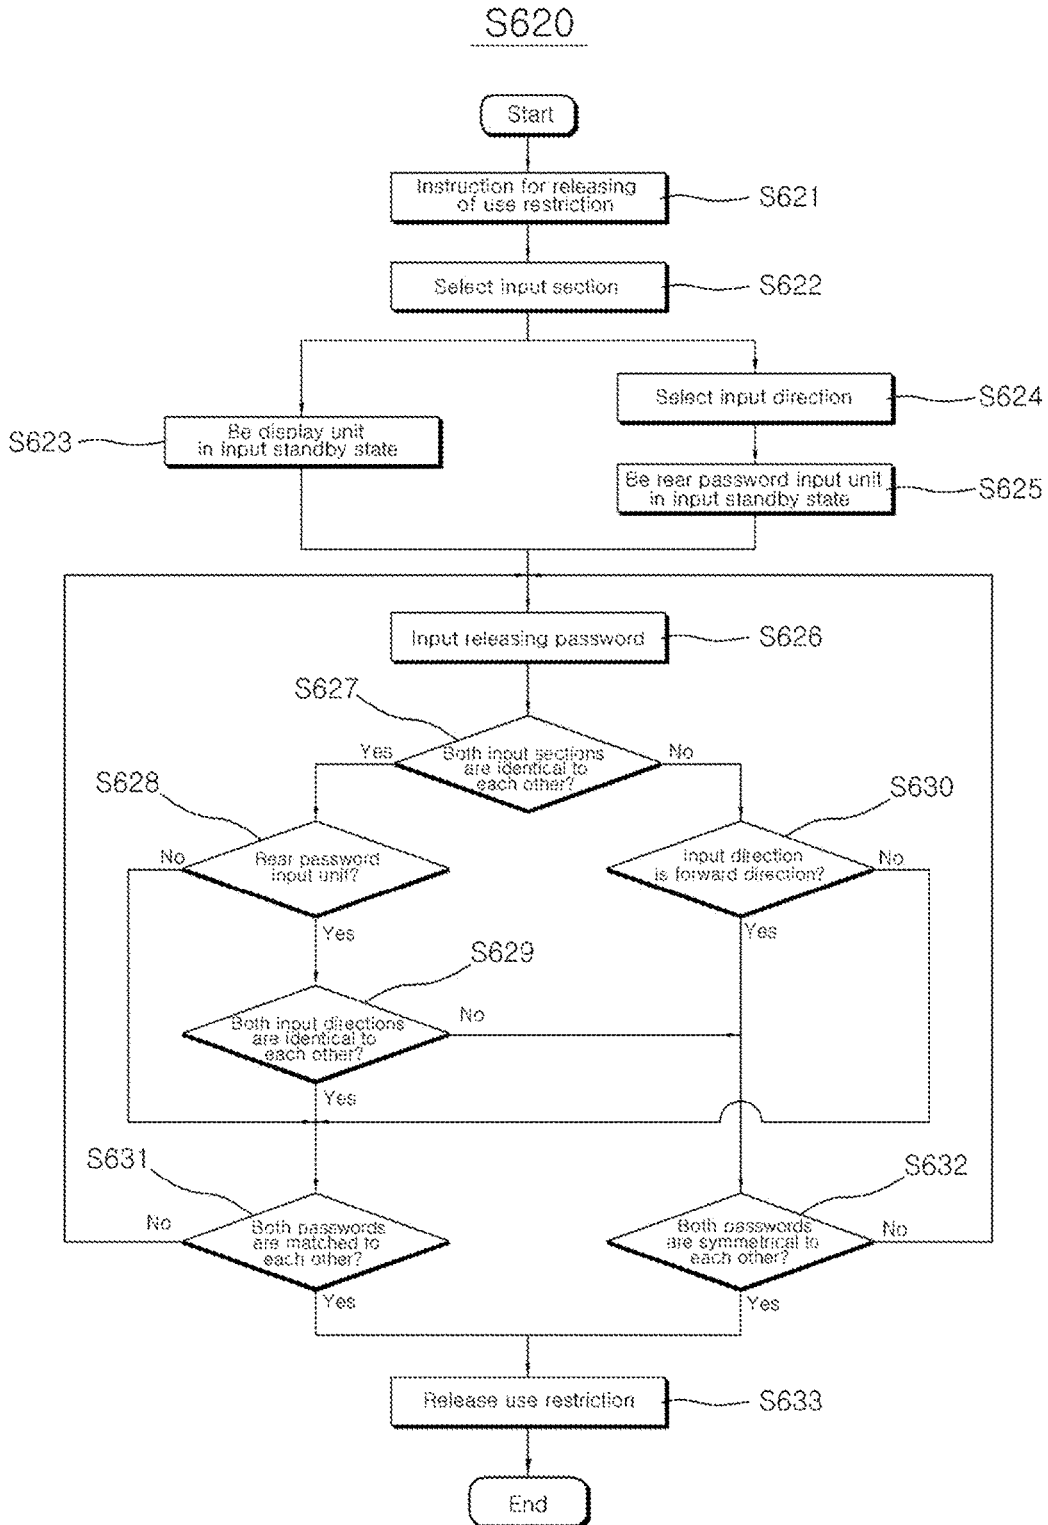 S620
Start
Instruction for releasing
of use restriction
S621
Select input section
S622
Select input direction
S624
S623
Be display unit
in input standby state
Be rear password input unit
in input standby state
S625
Input releasing password
S626
S627
Yes
Both input sections
are identical to
each other?
No
S628
S630
No
Rear password
input unit?
Input direction
is forward direction?
No
Yes
Yes
S629
Both input directions
are identical to
each other?
No
Yes
S631
S632
No
Both passwords
are matched to
each other?
Both passwords
are symmetrical to
each other?
No
Yes
Yes
Release use restriction
S633
End